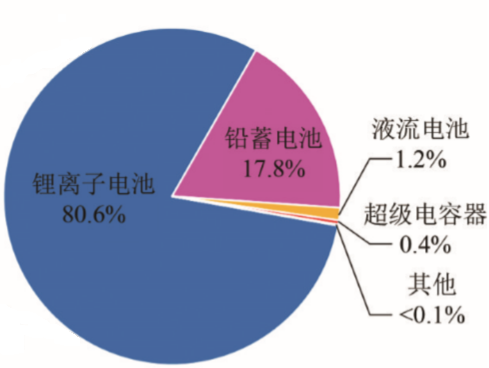 锂离子电池
80.6%
铅蓄电池
17.8%
液流电池
1.2%
超级电容器
0.4%
其他
<0.1%